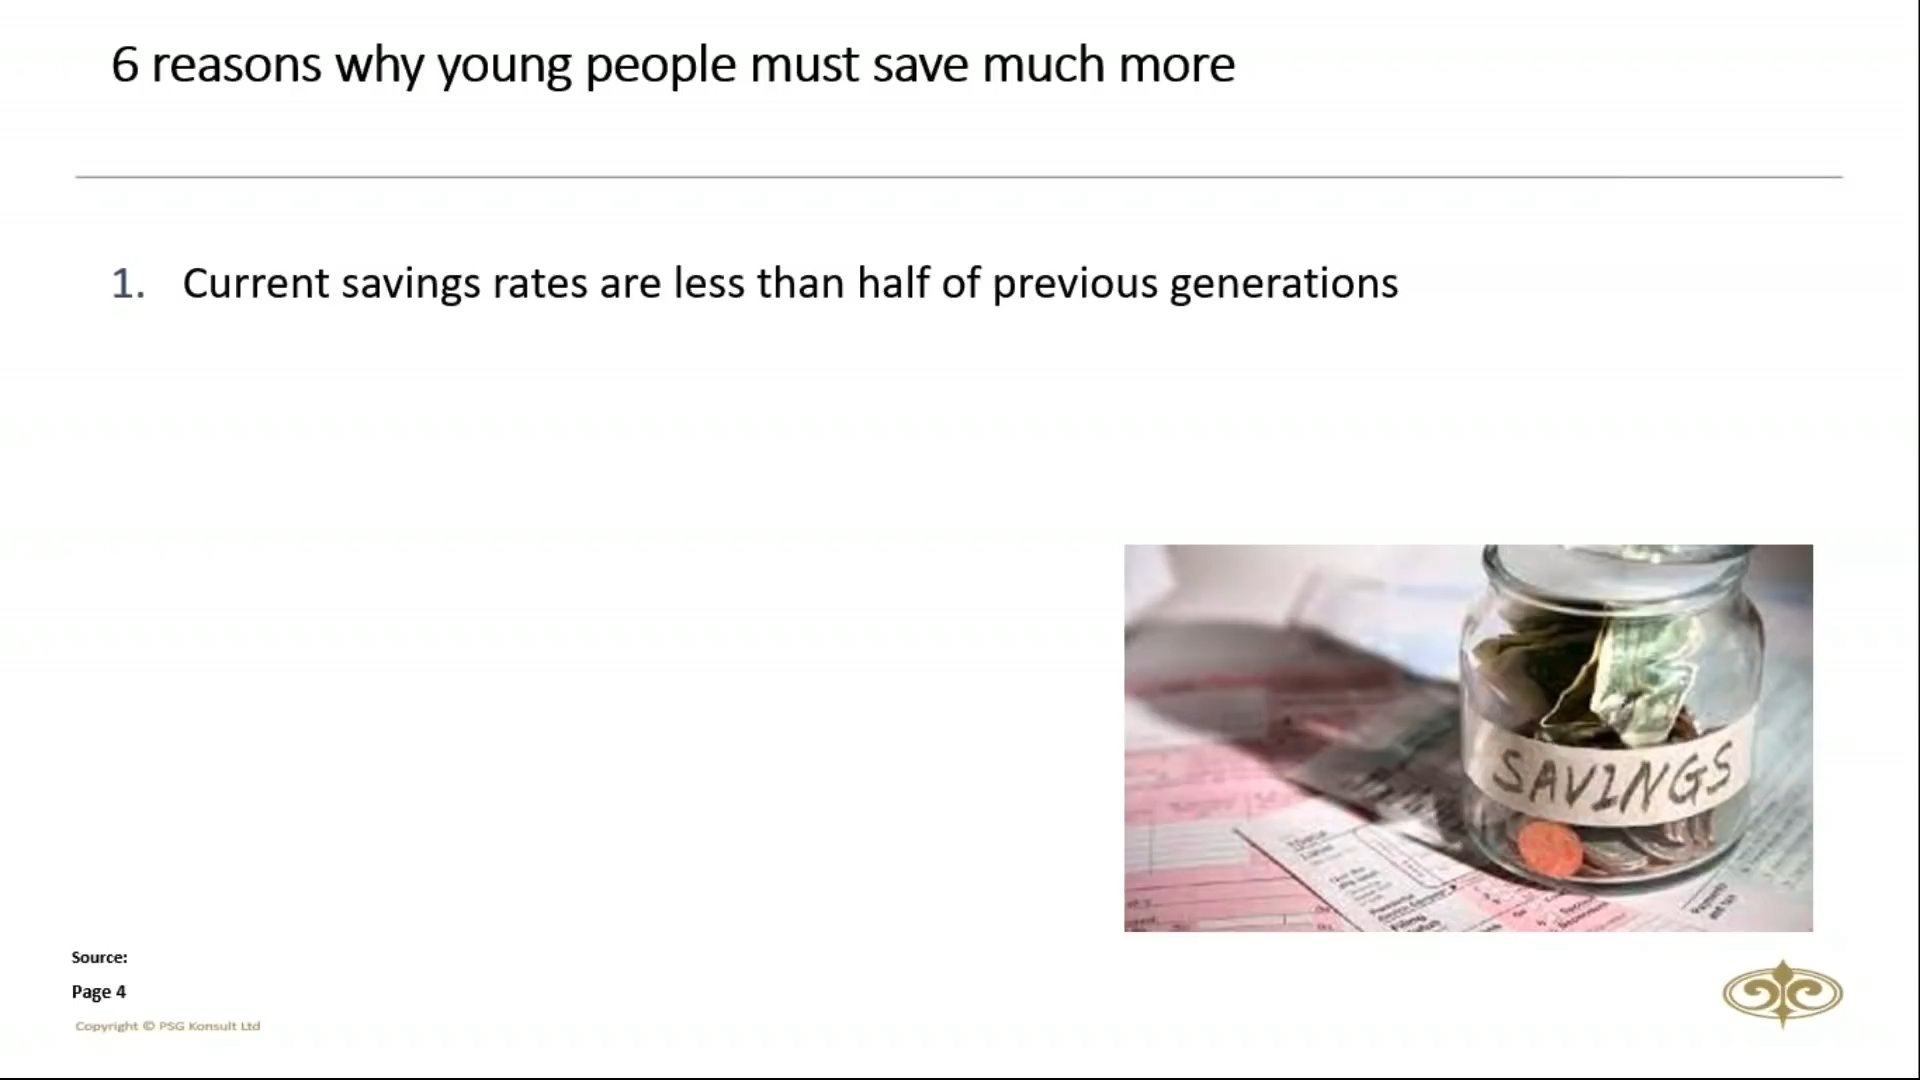 6 reasons why young people must save much more
1. Current savings rates are less than half of previous generations
SAVINGS
Source:
Page 4
Copyright © PSG Konsult Ltd